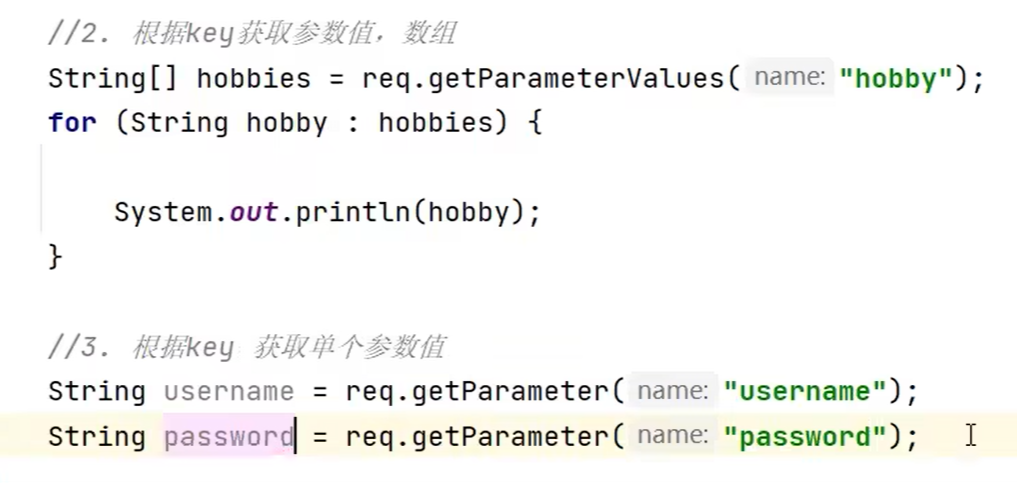 //2. 根据key获取参数值，数组
String[] hobbies = req.getParameterValues( name: "hobby");
for (String hobby : hobbies) {
System.out.println(hobby);
}
//3. 根据key 获取单个参数值
String username = req.getParameter( name: "username");
String password = req.getParameter( name: "password");